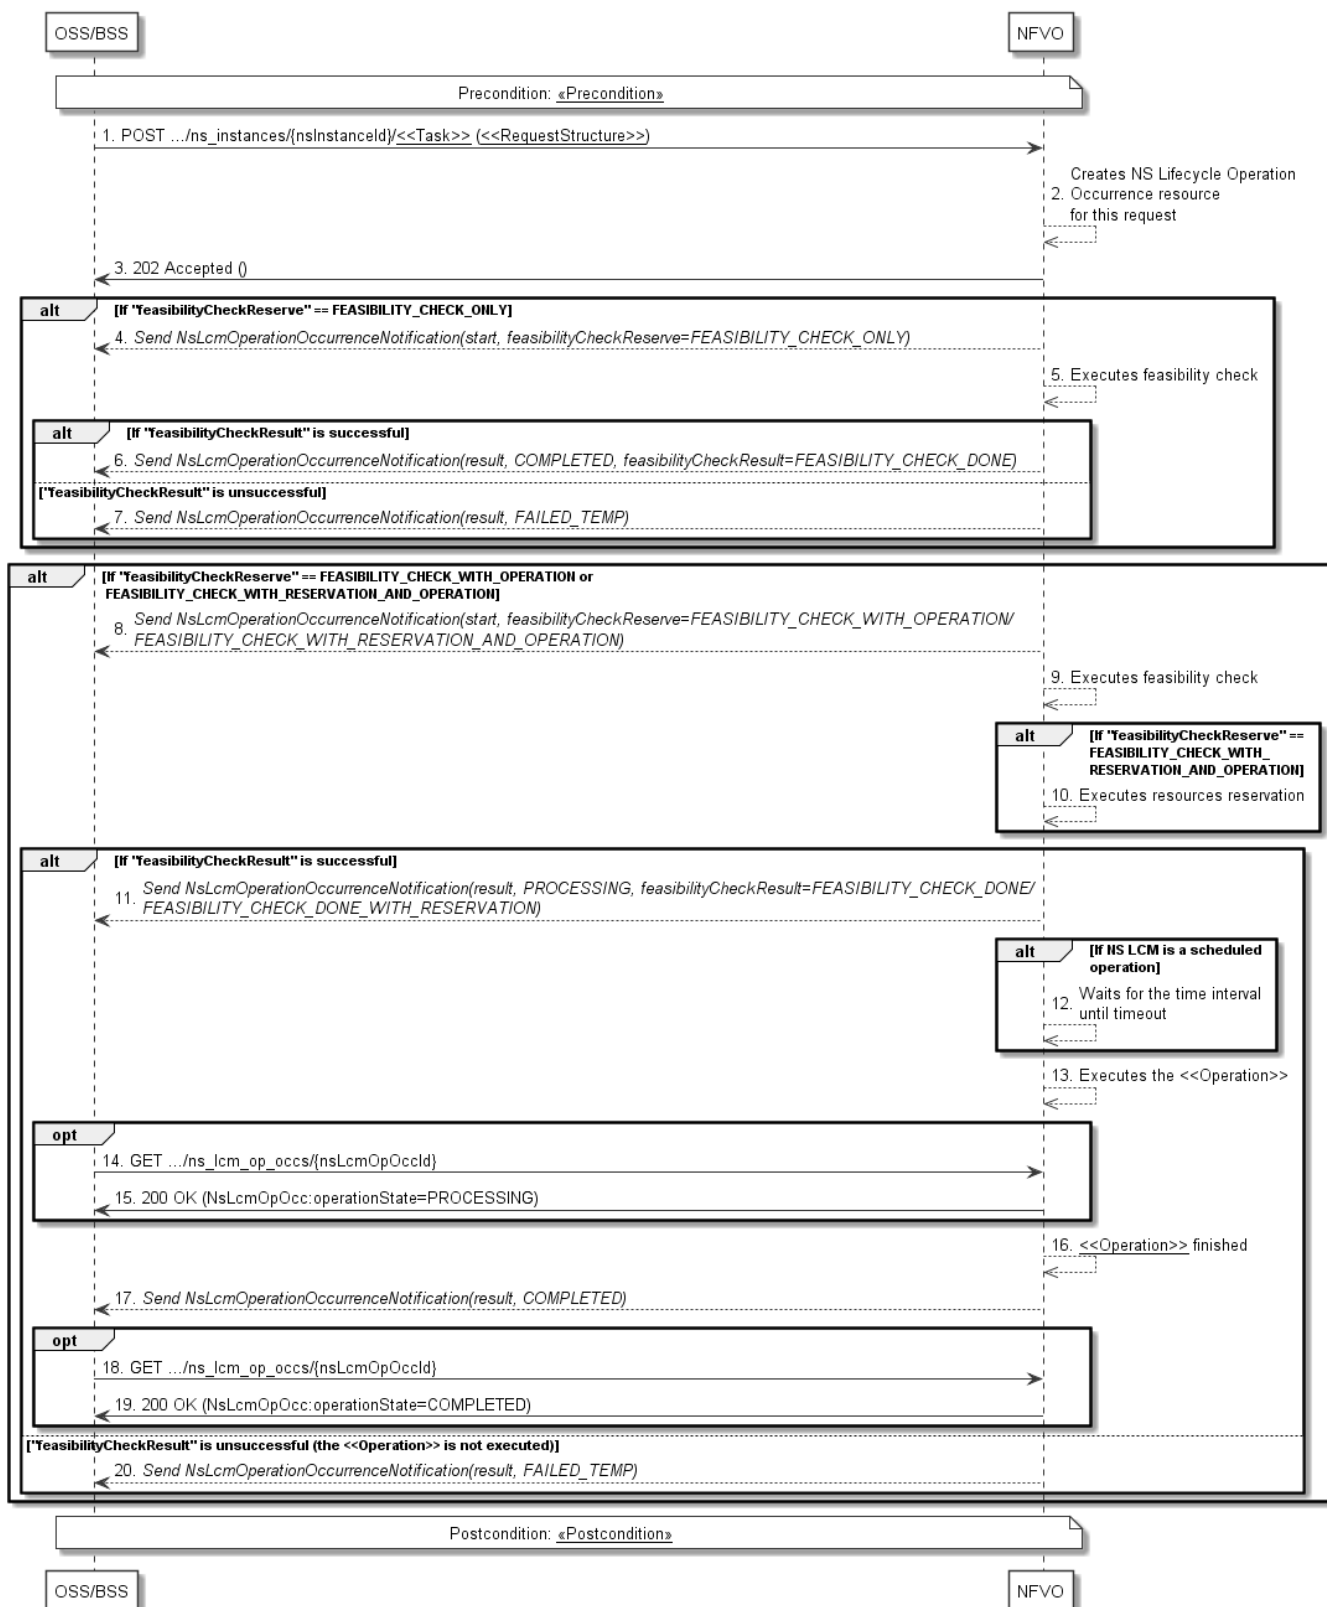 OSS/BSS
NFVO
Precondition: «Precondition»
1. POST .../ns_instances/{nsInstanceId}/<<Task>> (<<RequestStructure>>)
Creates NS Lifecycle Operation
2. Occurrence resource
for this request
3. 202 Accepted ()
alt [If "feasibilityCheckReserve" == FEASIBILITY_CHECK_ONLY]
4. Send NsLcmOperationOccurrenceNotification(start, feasibilityCheckReserve=FEASIBILITY_CHECK_ONLY)
5. Executes feasibility check
alt [If "feasibilityCheckResult" is successful]
6. Send NsLcmOperationOccurrenceNotification(result, COMPLETED, feasibilityCheckResult=FEASIBILITY_CHECK_DONE)
["feasibilityCheckResult" is unsuccessful]
7. Send NsLcmOperationOccurrenceNotification(result, FAILED_TEMP)
alt [If "feasibilityCheckReserve" == FEASIBILITY_CHECK_WITH_OPERATION or
FEASIBILITY_CHECK_WITH_RESERVATION_AND_OPERATION]
8. Send NsLcmOperationOccurrenceNotification(start, feasibilityCheckReserve=FEASIBILITY_CHECK_WITH_OPERATION/
FEASIBILITY_CHECK_WITH_RESERVATION_AND_OPERATION)
9. Executes feasibility check
alt [If "feasibilityCheckReserve" ==
FEASIBILITY_CHECK_WITH_
RESERVATION_AND_OPERATION]
10. Executes resources reservation
alt [If "feasibilityCheckResult" is successful]
11. Send NsLcmOperationOccurrenceNotification(result, PROCESSING, feasibilityCheckResult=FEASIBILITY_CHECK_DONE/
FEASIBILITY_CHECK_DONE_WITH_RESERVATION)
alt [If NS LCM is a scheduled
operation]
12. Waits for the time interval
until timeout
13. Executes the <<Operation>>
opt
14. GET .../ns_lcm_op_occs/{nsLcmOpOccId}
15. 200 OK (NsLcmOpOcc:operationState=PROCESSING)
16. <<Operation>> finished
17. Send NsLcmOperationOccurrenceNotification(result, COMPLETED)
opt
18. GET .../ns_lcm_op_occs/{nsLcmOpOccId}
19. 200 OK (NsLcmOpOcc:operationState=COMPLETED)
["feasibilityCheckResult" is unsuccessful (the <<Operation>> is not executed)]
20. Send NsLcmOperationOccurrenceNotification(result, FAILED_TEMP)
Postcondition: «Postcondition»
OSS/BSS
NFVO